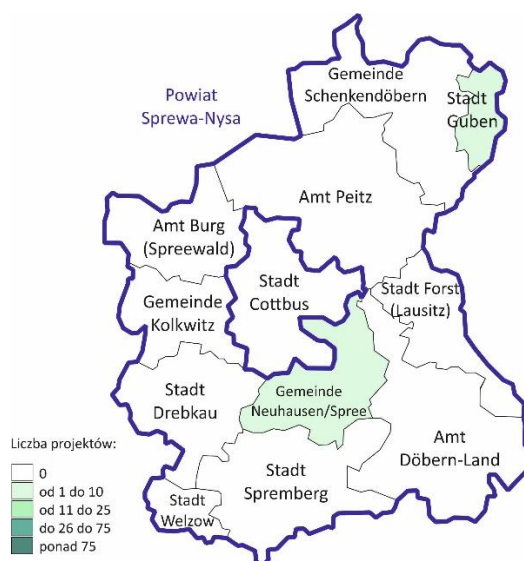 Gemeinde
Schenkendöbern
Powiat
Sprewa-Nysa
Stadt
Guben
Amt Peitz
Amt Burg
(Spreewald)
Stadt
Cottbus
Stadt Forst
(Lausitz)
Gemeinde
Kolkwitz
Stadt
Drebkau
Gemeinde
Neuhausen/Spree
Amt
Döbern-Land
Stadt
Spremberg
Stadt
Welzow
Liczba projektów:
0
od 1 do 10
od 11 do 25
do 26 do 75
ponad 75